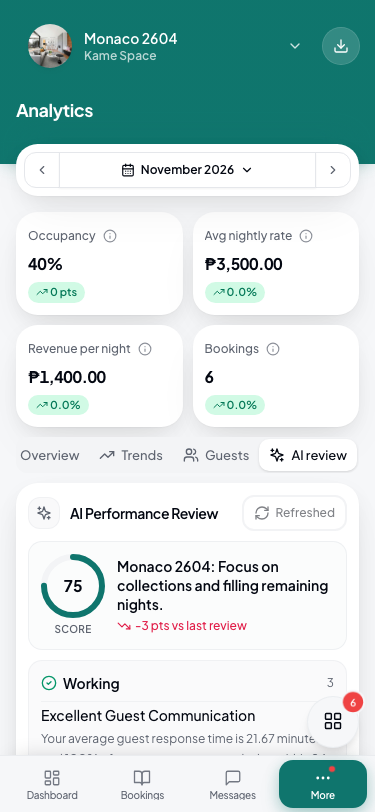 Monaco 2604
Kame Space
Analytics
November 2026
Occupancy
40%
0 pts
Avg nightly rate
₱3,500.00
0.0%
Revenue per night
₱1,400.00
0.0%
Bookings
6
0.0%
Overview
Trends
Guests
AI review
AI Performance Review
Refreshed
75
SCORE
Monaco 2604: Focus on
collections and filling remaining
nights.
-3 pts vs last review
Working
3
Excellent Guest Communication
Your average guest response time is 21.67 minute
6
Dashboard
Bookings
Messages
More